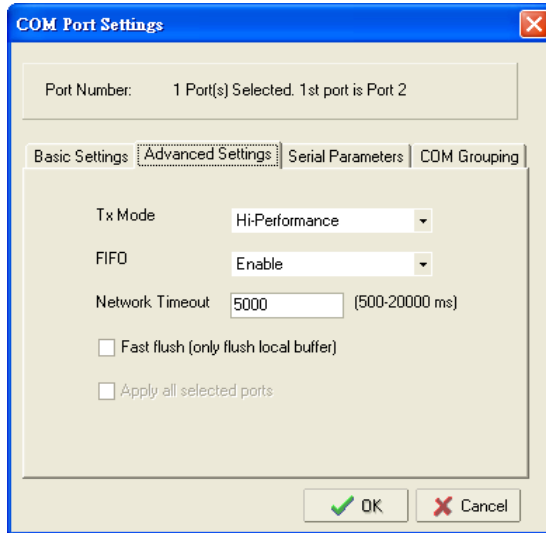 COM Port Settings
Port Number: 1 Port(s) Selected. 1st port is Port 2
Basic Settings Advanced Settings Serial Parameters COM Grouping
Tx Mode Hi-Performance
FIFO Enable
Network Timeout 5000 (500-20000 ms)
Fast flush (only flush local buffer)
Apply all selected ports
OK Cancel